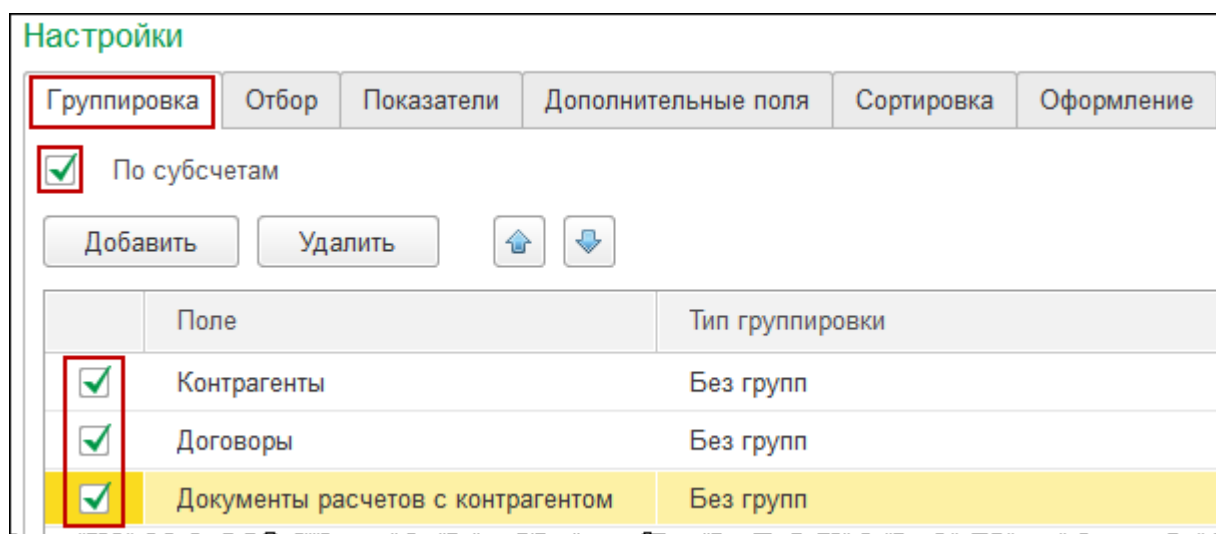 Настройки
Группировка Отбор Показатели Дополнительные поля Сортировка Оформление
По субсчетам
Добавить Удалить
Поле Тип группировки
Контрагенты Без групп
Договоры Без групп
Документы расчетов с контрагентом Без групп